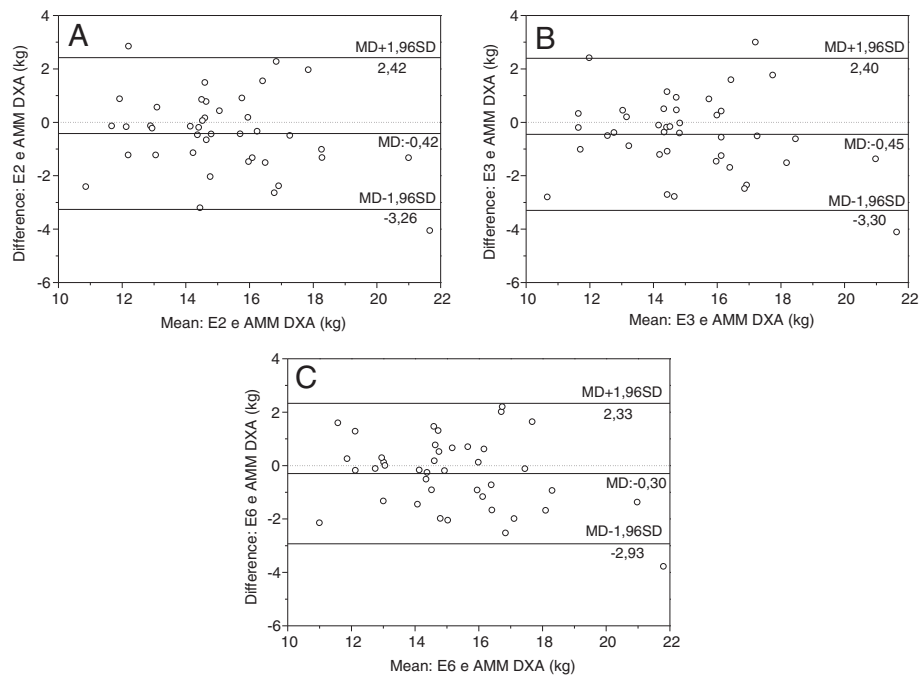 A
4
2
0
-2
-4
-6
Difference: E2 e AMM DXA (kg)
MD+1,96SD
2,42
MD:-0,42
MD-1,96SD
-3,26
10 12 14 16 18 20 22
Mean: E2 e AMM DXA (kg)
B
4
2
0
-2
-4
-6
Difference: E3 e AMM DXA (kg)
MD+1,96SD
2,40
MD:-0,45
MD-1,96SD
-3,30
10 12 14 16 18 20 22
Mean: E3 e AMM DXA (kg)
C
4
2
0
-2
-4
-6
Difference: E6 e AMM DXA (kg)
MD+1,96SD
2,33
MD:-0,30
MD-1,96SD
-2,93
10 12 14 16 18 20 22
Mean: E6 e AMM DXA (kg)